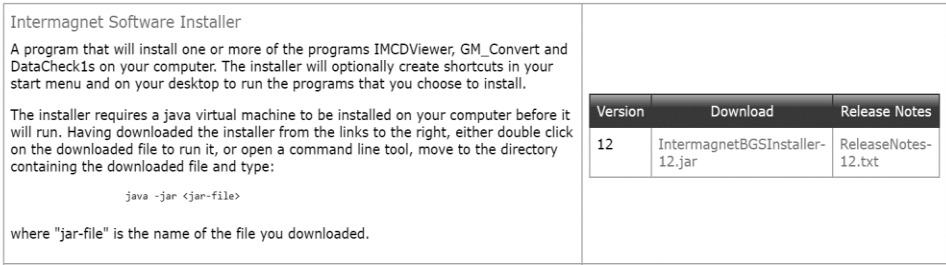 Intermagnet Software Installer
A program that will install one or more of the programs IMCDViewer, GM_Convert and
DataCheck1s on your computer. The installer will optionally create shortcuts in your
start menu and on your desktop to run the programs that you choose to install.
The installer requires a java virtual machine to be installed on your computer before it
will run. Having downloaded the installer from the links to the right, either double click
on the downloaded file to run it, or open a command line tool, move to the directory
containing the downloaded file and type:
java -jar <jar-file>
where "jar-file" is the name of the file you downloaded.
Version Download Release Notes
12 IntermagnetBGSInstaller- ReleaseNotes-
12.jar 12.txt